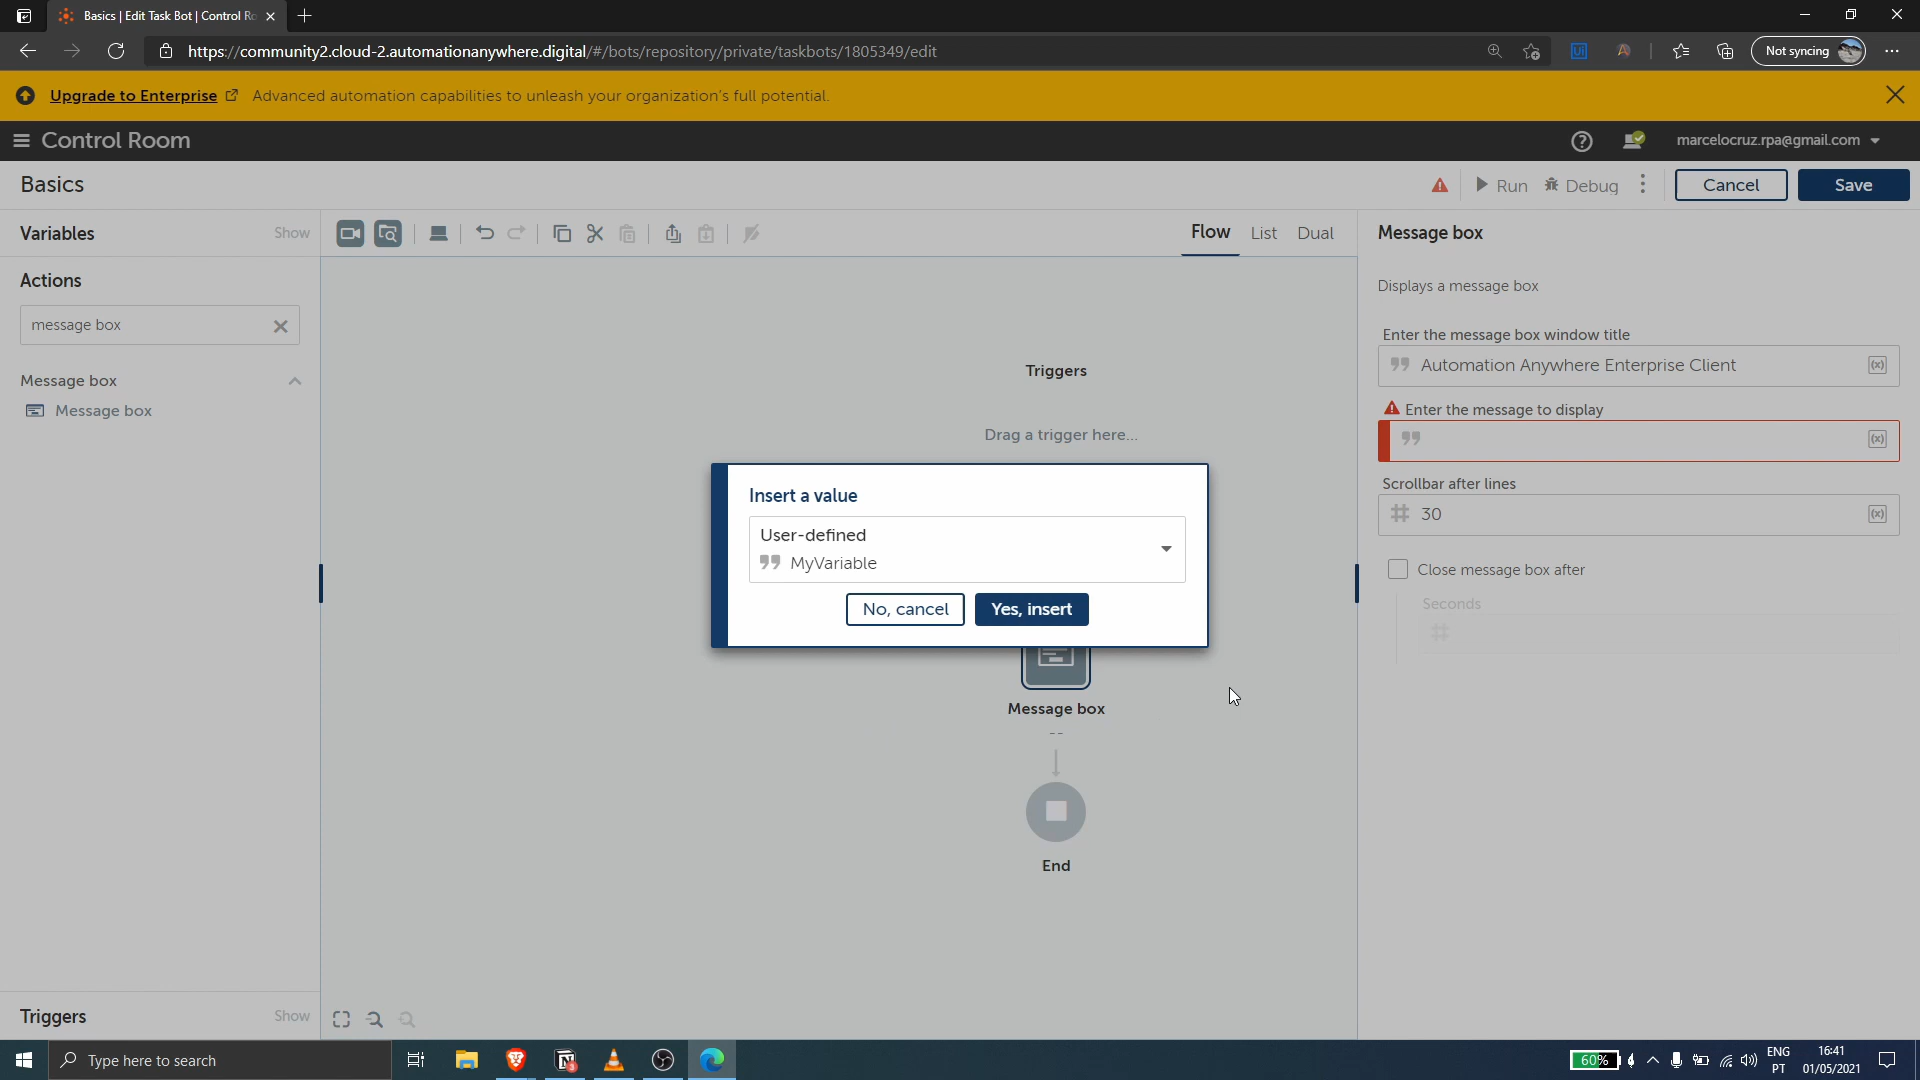 Basics | Edit Task Bot | Control Ro
https://community2.cloud-2.automationanywhere.digital/#/bots/repository/private/taskbots/1805349/edit
Not syncing
Upgrade to Enterprise Advanced automation capabilities to unleash your organization's full potential.
Control Room
marcelocruz.rpa@gmail.com
Basics
Run
Debug
Cancel
Save
Variables
Show
Flow
List
Dual
Message box
Actions
message box
Message box
Message box
Triggers
Drag a trigger here...
Insert a value
User-defined
MyVariable
No, cancel
Yes, insert
Message box
--
End
Displays a message box
Enter the message box window title
Automation Anywhere Enterprise Client
(x)
Enter the message to display
(x)
Scrollbar after lines
30
(x)
Close message box after
Seconds
Triggers
Show
Type here to search
60%
ENG
PT
16:41
01/05/2021